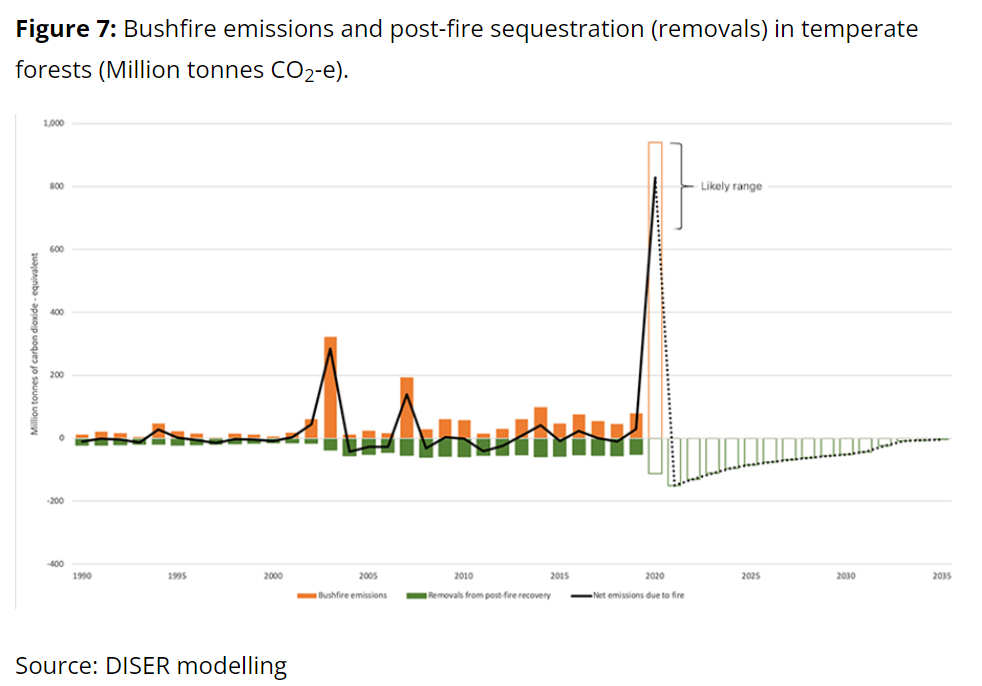 Figure 7: Bushfire emissions and post-fire sequestration (removals) in temperate
forests (Million tonnes CO₂-e).
Million tonnes of carbon dioxide - equivalent
1,000
800
600
400
200
0
-200
-400
Likely range
1990 1995 2000 2005 2010 2015 2020 2025 2030 2035
Bushfire emissions Removals from post-fire recovery Net emissions due to fire
Source: DISER modelling